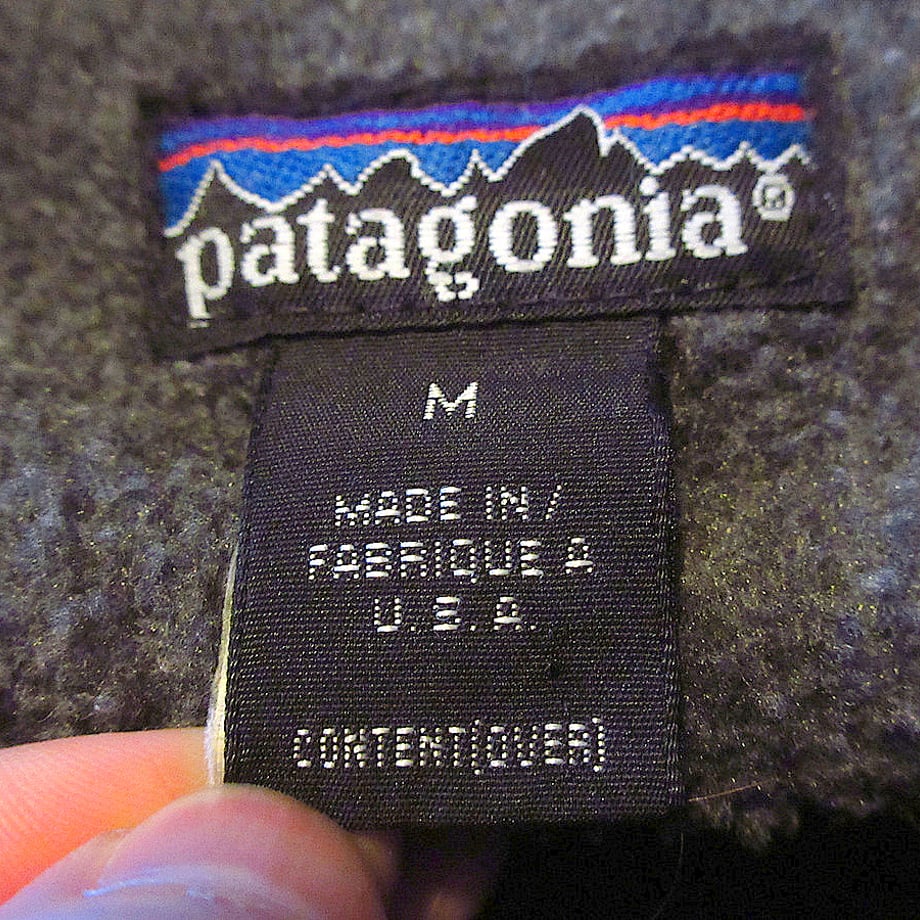 patagonia®
M
MADE IN /
FABRIQUE A
U.S.A.
CONTENT(OVER)